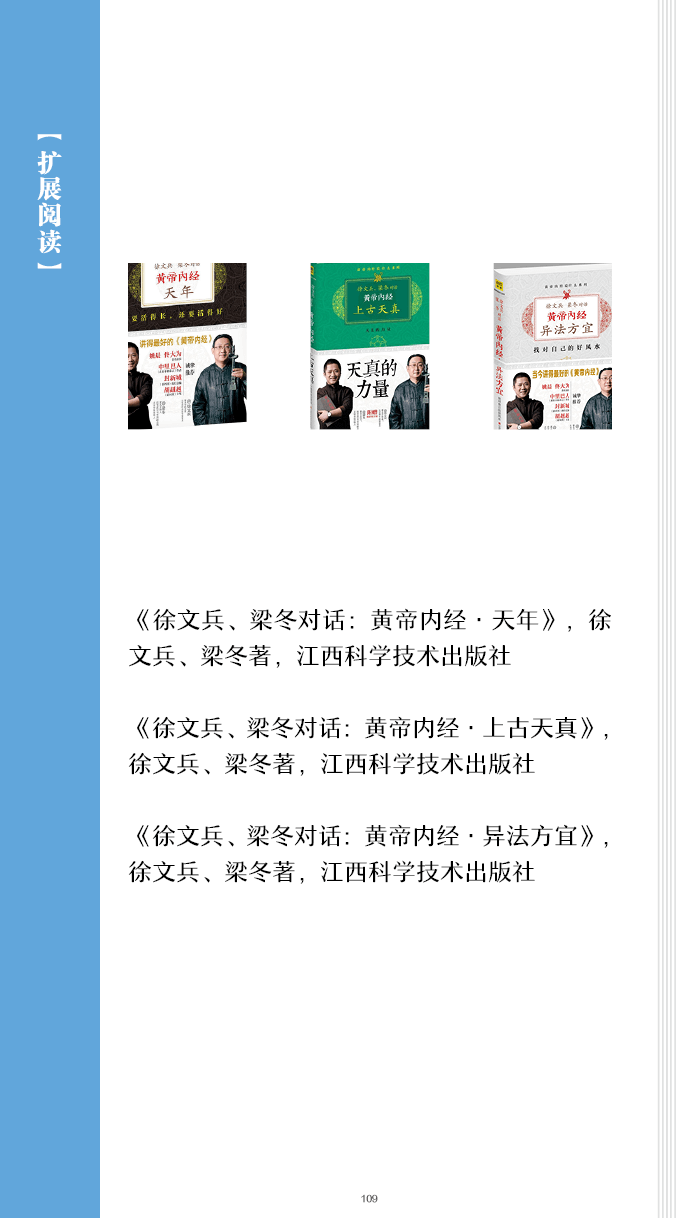 【扩展阅读】
徐文兵 梁冬对话
黄帝内经
天年
要活得长,还要活得好
讲得最好的《黄帝内经》
徐文兵、梁冬对话
黄帝内经
上古天真
天真的
力量
徐文兵 梁冬对话
黄帝内经
异法方宜
找对自己的好风水
黄帝内经
异法方宜
当今讲得最好的《黄帝内经》
《徐文兵、梁冬对话:黄帝内经·天年》,徐
文兵、梁冬著,江西科学技术出版社
《徐文兵、梁冬对话:黄帝内经·上古天真》,
徐文兵、梁冬著,江西科学技术出版社
《徐文兵、梁冬对话:黄帝内经·异法方宜》,
徐文兵、梁冬著,江西科学技术出版社
109